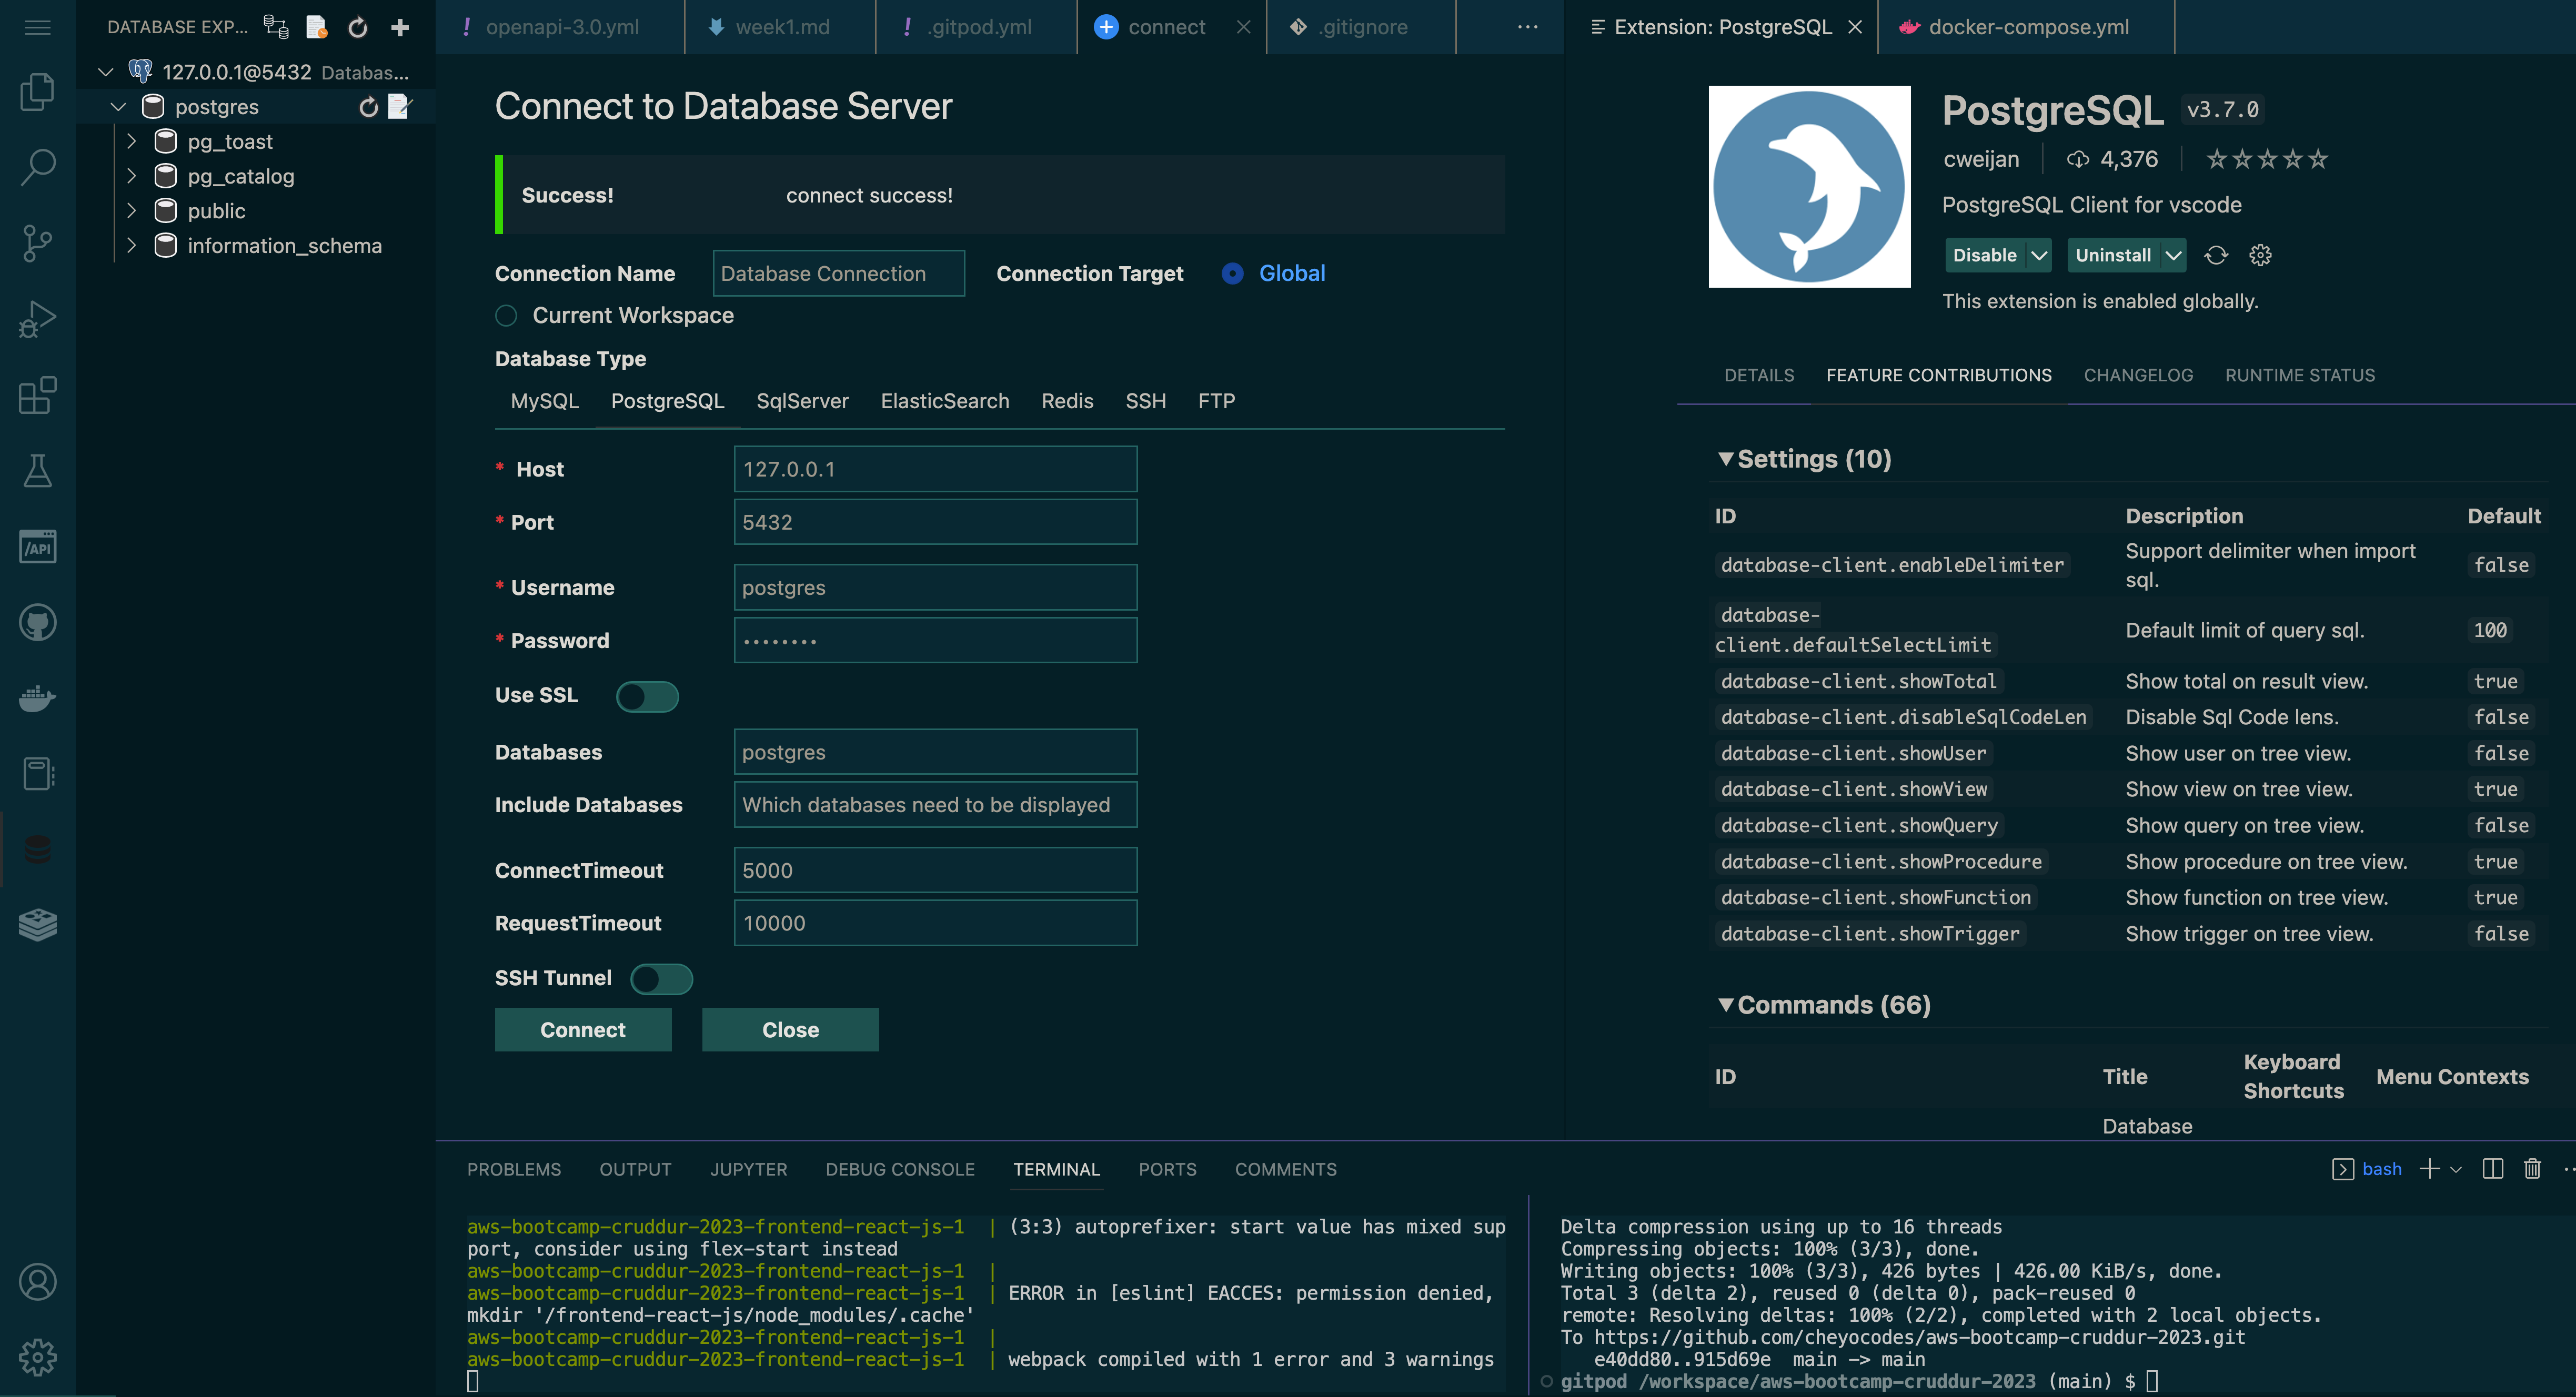 DATABASE EXP...
127.0.0.1@5432 Databas...
postgres
pg_toast
pg_catalog
public
information_schema
/API
! openapi-3.0.yml
week1.md
! .gitpod.yml
connect
.gitignore
...
Extension: PostgreSQL
docker-compose.yml
Connect to Database Server
Success! connect success!
Connection Name Database Connection Connection Target Global
Current Workspace
Database Type
MySQL PostgreSQL SqlServer ElasticSearch Redis SSH FTP
* Host 127.0.0.1
* Port 5432
* Username postgres
* Password ••••••••
Use SSL
Databases postgres
Include Databases Which databases need to be displayed
ConnectTimeout 5000
RequestTimeout 10000
SSH Tunnel
Connect Close
PostgreSQL v3.7.0
cweijan 4,376
PostgreSQL Client for vscode
Disable Uninstall
This extension is enabled globally.
DETAILS FEATURE CONTRIBUTIONS CHANGELOG RUNTIME STATUS
▼Settings (10)
ID Description Default
database-client.enableDelimiter Support delimiter when import sql. false
database-client.defaultSelectLimit Default limit of query sql. 100
database-client.showTotal Show total on result view. true
database-client.disableSqlCodeLen Disable Sql Code lens. false
database-client.showUser Show user on tree view. false
database-client.showView Show view on tree view. true
database-client.showQuery Show query on tree view. false
database-client.showProcedure Show procedure on tree view. true
database-client.showFunction Show function on tree view. true
database-client.showTrigger Show trigger on tree view. false
▼Commands (66)
ID Title Keyboard Shortcuts Menu Contexts
Database
PROBLEMS OUTPUT JUPYTER DEBUG CONSOLE TERMINAL PORTS COMMENTS
bash
aws-bootcamp-cruddur-2023-frontend-react-js-1 | (3:3) autoprefixer: start value has mixed sup
port, consider using flex-start instead
aws-bootcamp-cruddur-2023-frontend-react-js-1 |
aws-bootcamp-cruddur-2023-frontend-react-js-1 | ERROR in [eslint] EACCES: permission denied,
mkdir '/frontend-react-js/node_modules/.cache'
aws-bootcamp-cruddur-2023-frontend-react-js-1 |
aws-bootcamp-cruddur-2023-frontend-react-js-1 | webpack compiled with 1 error and 3 warnings
Delta compression using up to 16 threads
Compressing objects: 100% (3/3), done.
Writing objects: 100% (3/3), 426 bytes | 426.00 KiB/s, done.
Total 3 (delta 2), reused 0 (delta 0), pack-reused 0
remote: Resolving deltas: 100% (2/2), completed with 2 local objects.
To https://github.com/cheyocodes/aws-bootcamp-cruddur-2023.git
e40dd80..915d69e main -> main
gitpod /workspace/aws-bootcamp-cruddur-2023 (main) $